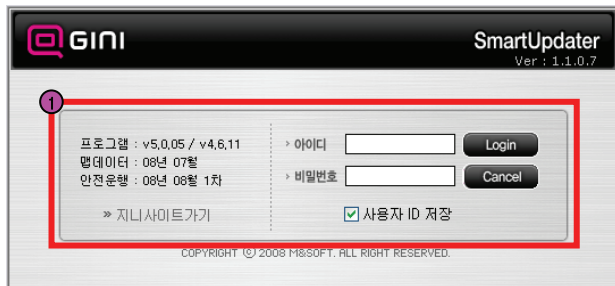 GINI
SmartUpdater
Ver : 1.1.0.7
1
프로그램 : v5,0,05 / v4,6,11
맵데이터 : 08년 07월
안전운행 : 08년 08월 1차
» 지니사이트가기
› 아이디
Login
› 비밀번호
Cancel
사용자 ID 저장
COPYRIGHT ⓒ 2008 M&SOFT. ALL RIGHT RESERVED.